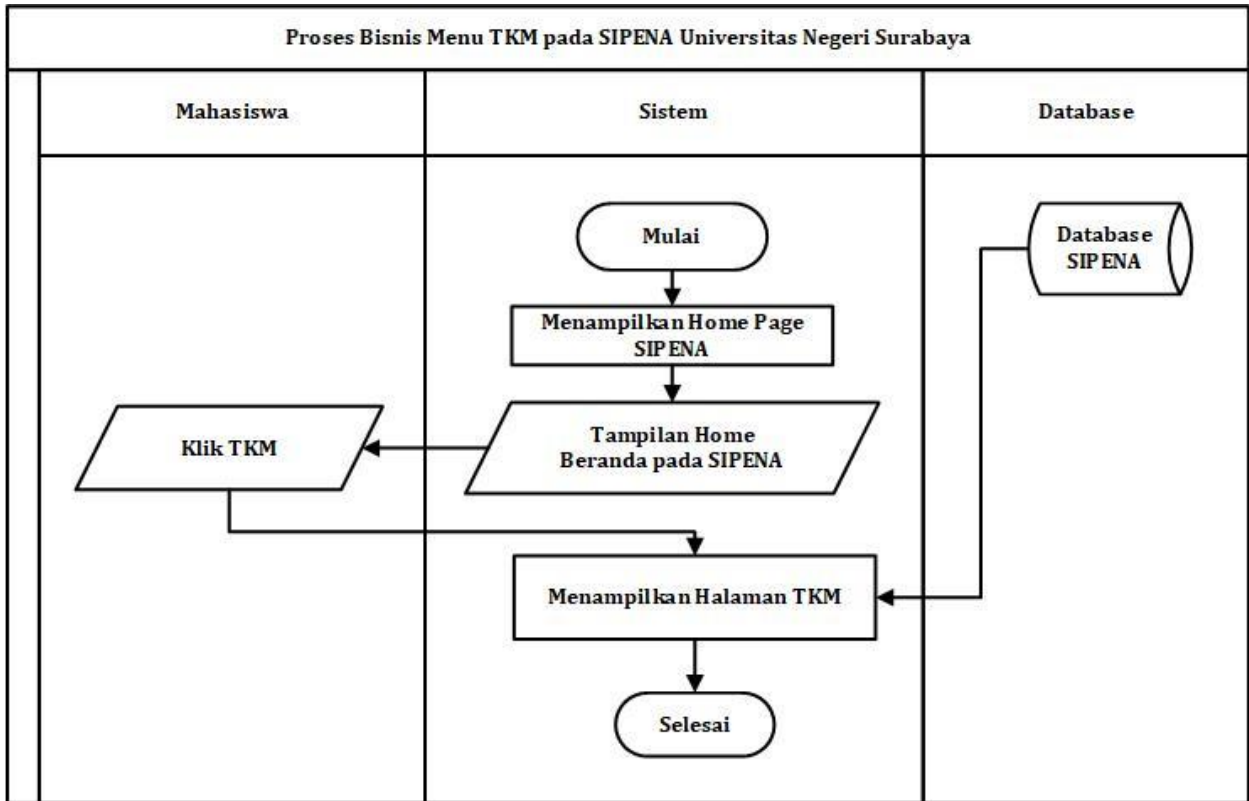 Proses Bisnis Menu TKM pada SIPENA Universitas Negeri Surabaya
Mahasiswa
Sistem
Database
Mulai
Database
SIPENA
Menampilkan Home Page
SIPENA
Klik TKM
Tampilan Home
Beranda pada SIPENA
Menampilkan Halaman TKM
Selesai